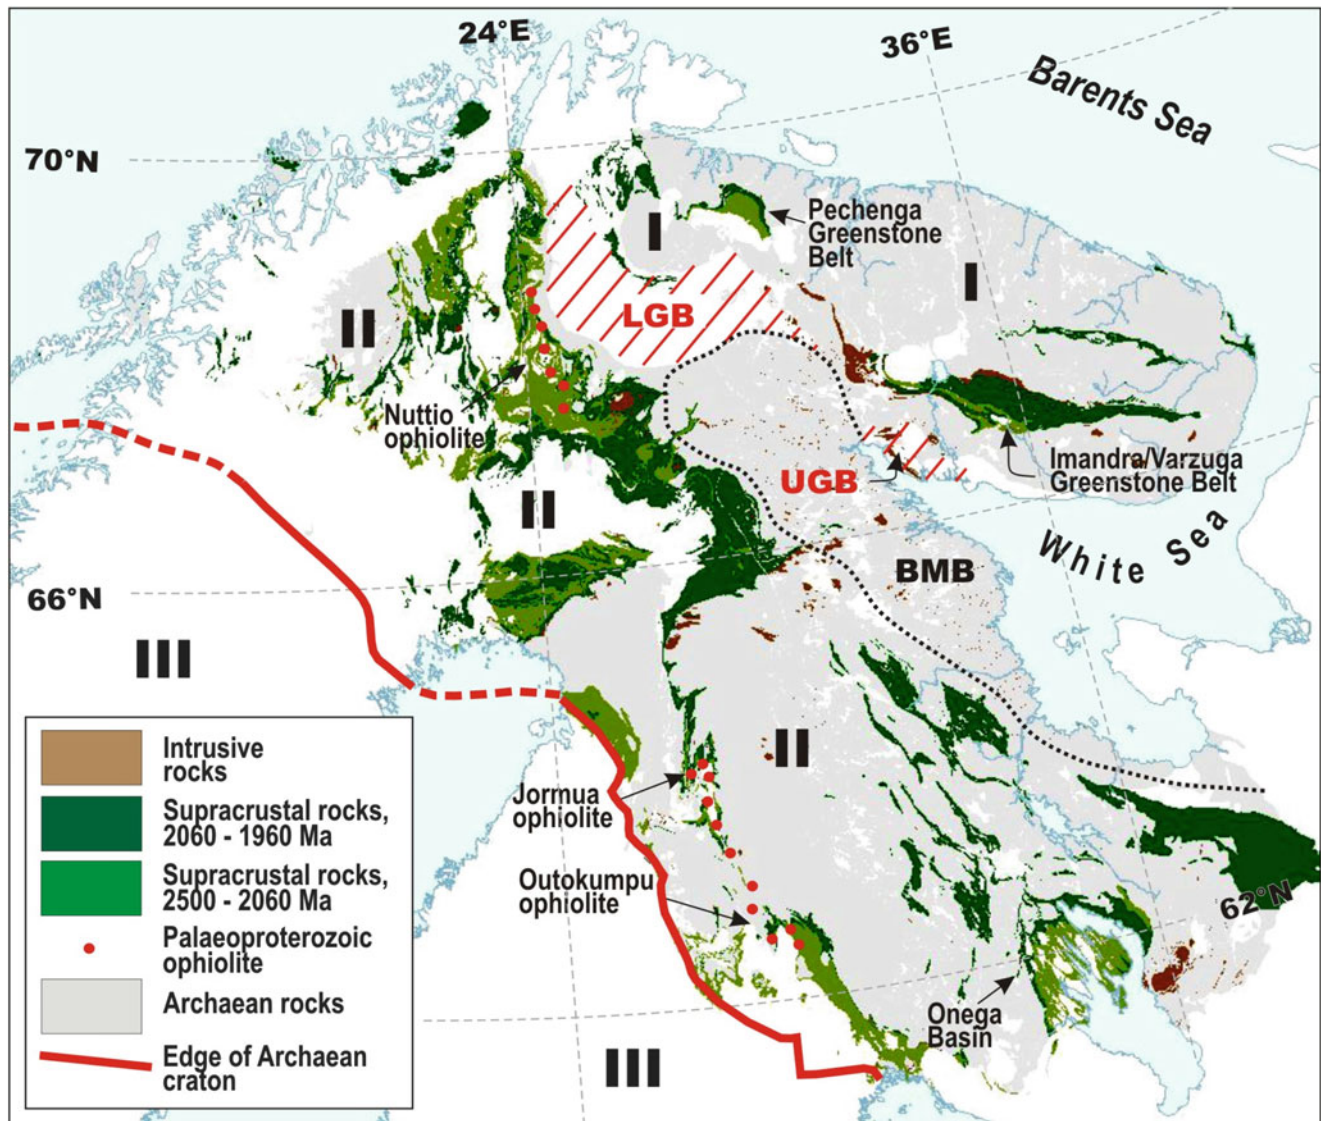 24°E
36°E
Barents Sea
70°N
Pechenga
Greenstone
Belt
I
I
II
LGB
Nuttio
ophiolite
Imandra/Varzuga
Greenstone Belt
UGB
II
White Sea
BMB
66°N
III
II
Jormua
ophiolite
Outokumpu
ophiolite
62°N
Onega
Basin
III
Intrusive
rocks
Supracrustal rocks,
2060 - 1960 Ma
Supracrustal rocks,
2500 - 2060 Ma
Palaeoproterozoic
ophiolite
Archaean rocks
Edge of Archaean
craton